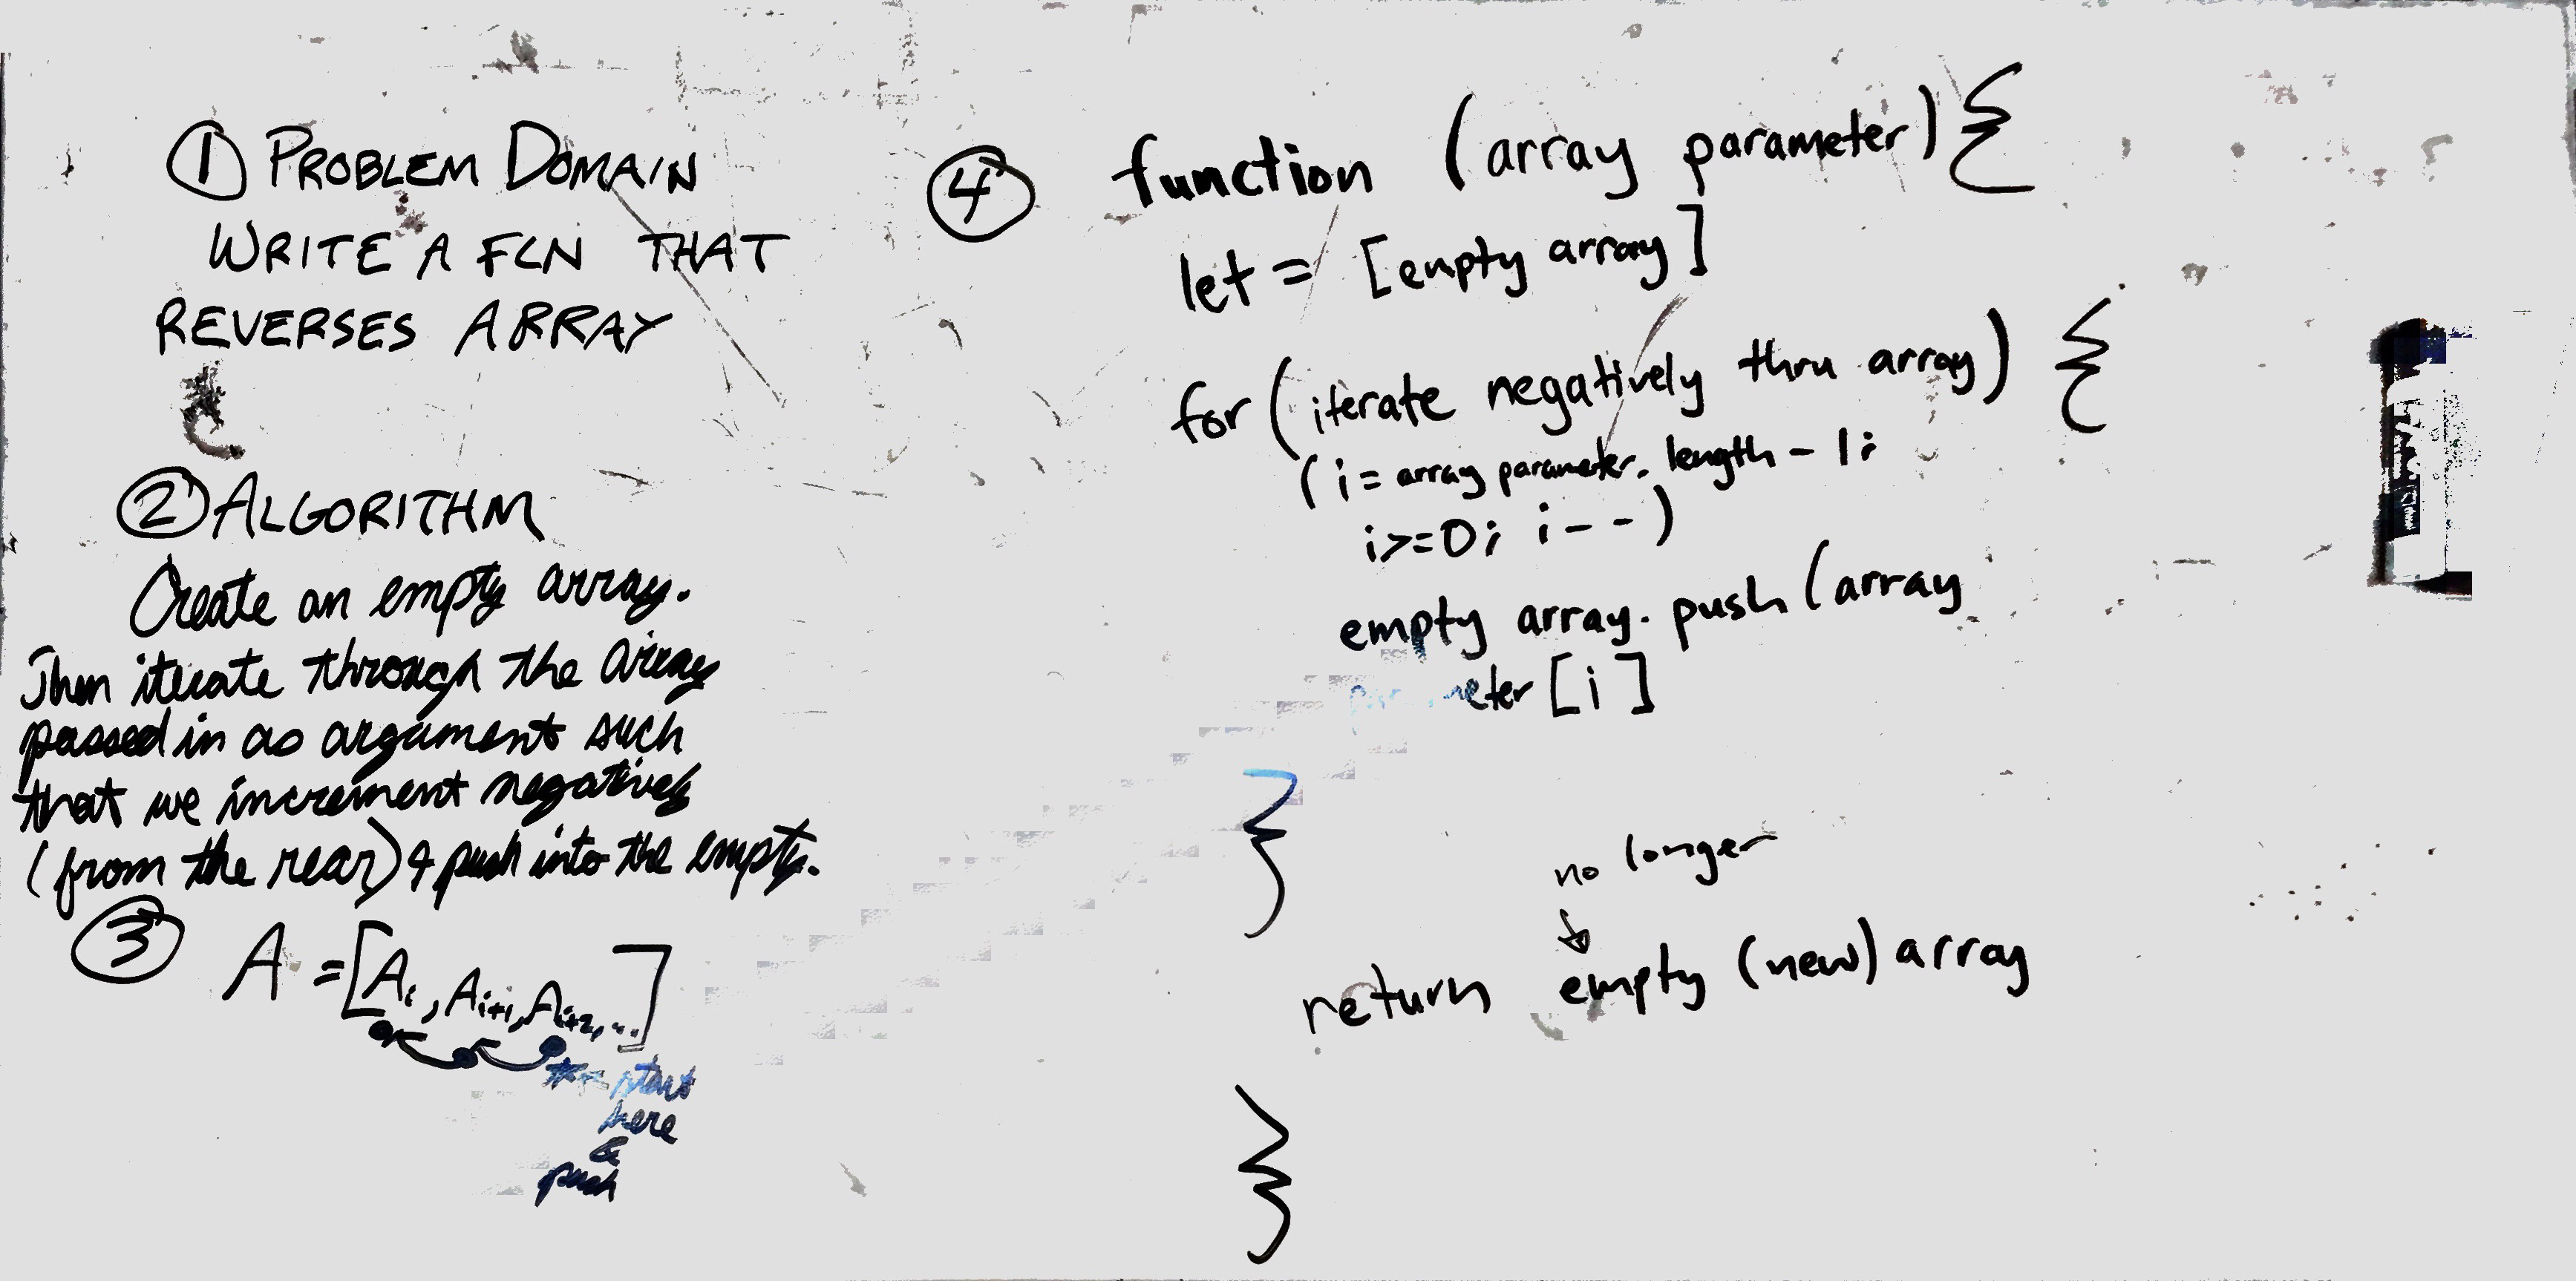 ① PROBLEM DOMAIN
WRITE A FCN THAT
REVERSES ARRAY
② ALGORITHM
Create an empty array.
Then iterate through the array
passed in as argument such
that we increment negatively
(from the rear) & push into the empty.
③ A = [Ai, Ai+1, Ai+2, ...]
start
here
&
push
④ function (array parameter) {
let = [empty array]
for (iterate negatively thru array) {
(i = array parameter. length - 1;
i>=0; i--)
empty array. push (array
parameter [i]
}
no longer
↓
return empty (new) array
}